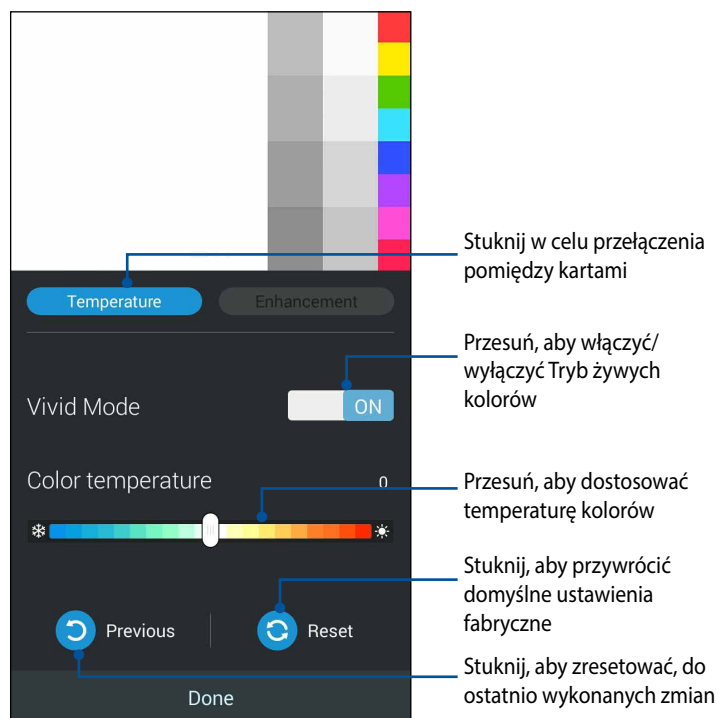 Stuknij w celu przełączenia
pomiędzy kartami
Temperature
Enhancement
Przesuń, aby włączyć/
wyłączyć Tryb żywych
kolorów
Vivid Mode
ON
Color temperature
0
Przesuń, aby dostosować
temperaturę kolorów
Stuknij, aby przywrócić
domyślne ustawienia
fabryczne
Previous
Reset
Stuknij, aby zresetować, do
ostatnio wykonanych zmian
Done